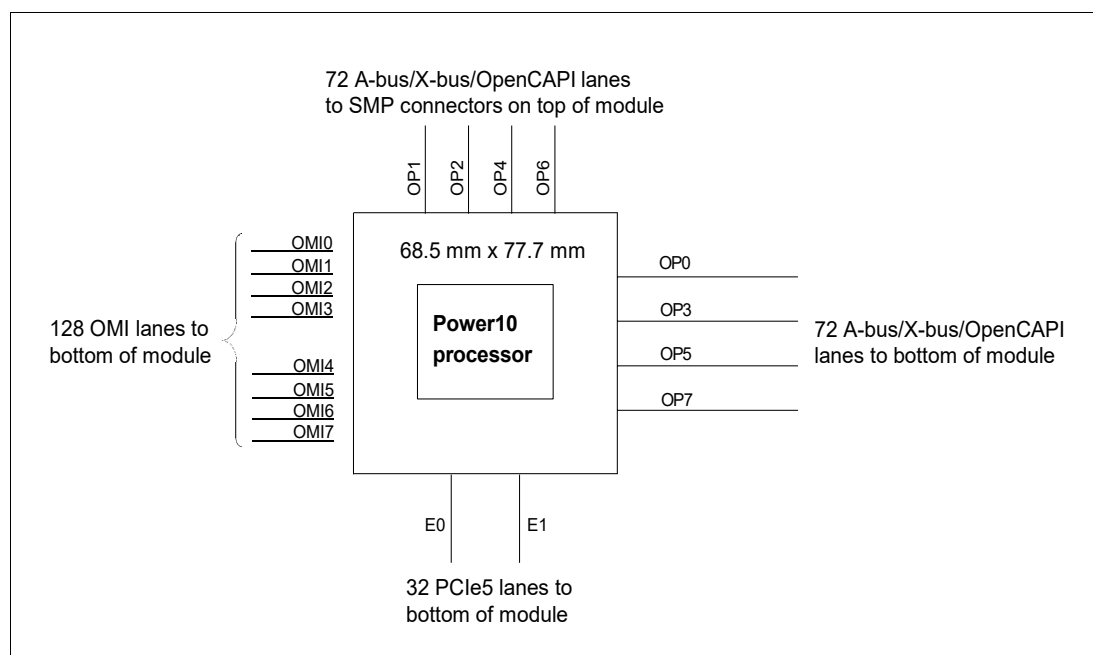 72 A-bus/X-bus/OpenCAPI lanes
to SMP connectors on top of module
OP1
OP2
OP4
OP6
68.5 mm x 77.7 mm
OMI0
OMI1
OMI2
OMI3
OMI4
OMI5
OMI6
OMI7
128 OMI lanes to
bottom of module
Power10
processor
OP0
OP3
OP5
OP7
72 A-bus/X-bus/OpenCAPI
lanes to bottom of module
E0
E1
32 PCIe5 lanes to
bottom of module